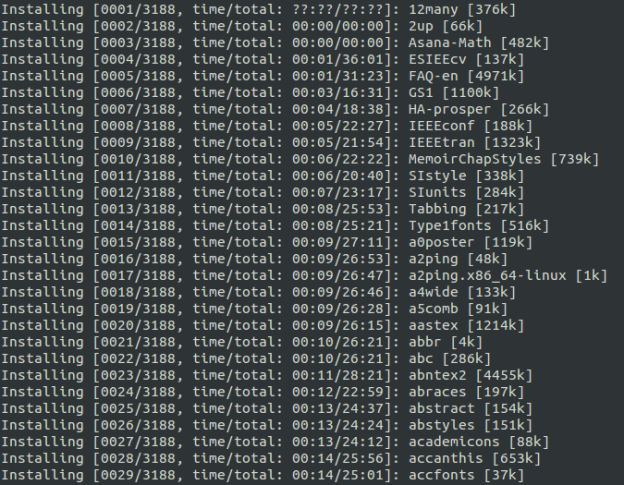 Installing [0001/3188, time/total: ??:??/??:??]: 12many [376k]
Installing [0002/3188, time/total: 00:00/00:00]: 2up [66k]
Installing [0003/3188, time/total: 00:00/00:00]: Asana-Math [482k]
Installing [0004/3188, time/total: 00:01/36:01]: ESIEEcv [137k]
Installing [0005/3188, time/total: 00:01/31:23]: FAQ-en [4971k]
Installing [0006/3188, time/total: 00:03/16:31]: GS1 [1100k]
Installing [0007/3188, time/total: 00:04/18:38]: HA-prosper [266k]
Installing [0008/3188, time/total: 00:05/22:27]: IEEEconf [188k]
Installing [0009/3188, time/total: 00:05/21:54]: IEEEtran [1323k]
Installing [0010/3188, time/total: 00:06/22:22]: MemoirChapStyles [739k]
Installing [0011/3188, time/total: 00:06/20:40]: SIstyle [338k]
Installing [0012/3188, time/total: 00:07/23:17]: SIunits [284k]
Installing [0013/3188, time/total: 00:08/25:53]: Tabbing [217k]
Installing [0014/3188, time/total: 00:08/25:21]: Type1fonts [516k]
Installing [0015/3188, time/total: 00:09/27:11]: a0poster [119k]
Installing [0016/3188, time/total: 00:09/26:53]: a2ping [48k]
Installing [0017/3188, time/total: 00:09/26:47]: a2ping.x86_64-linux [1k]
Installing [0018/3188, time/total: 00:09/26:46]: a4wide [133k]
Installing [0019/3188, time/total: 00:09/26:28]: a5comb [91k]
Installing [0020/3188, time/total: 00:09/26:15]: aastex [1214k]
Installing [0021/3188, time/total: 00:10/26:21]: abbr [4k]
Installing [0022/3188, time/total: 00:10/26:21]: abc [286k]
Installing [0023/3188, time/total: 00:11/28:21]: abntex2 [4455k]
Installing [0024/3188, time/total: 00:12/22:59]: abraces [197k]
Installing [0025/3188, time/total: 00:13/24:37]: abstract [154k]
Installing [0026/3188, time/total: 00:13/24:24]: abstyles [151k]
Installing [0027/3188, time/total: 00:13/24:12]: academicons [88k]
Installing [0028/3188, time/total: 00:14/25:56]: accanthis [653k]
Installing [0029/3188, time/total: 00:14/25:01]: accfonts [37k]